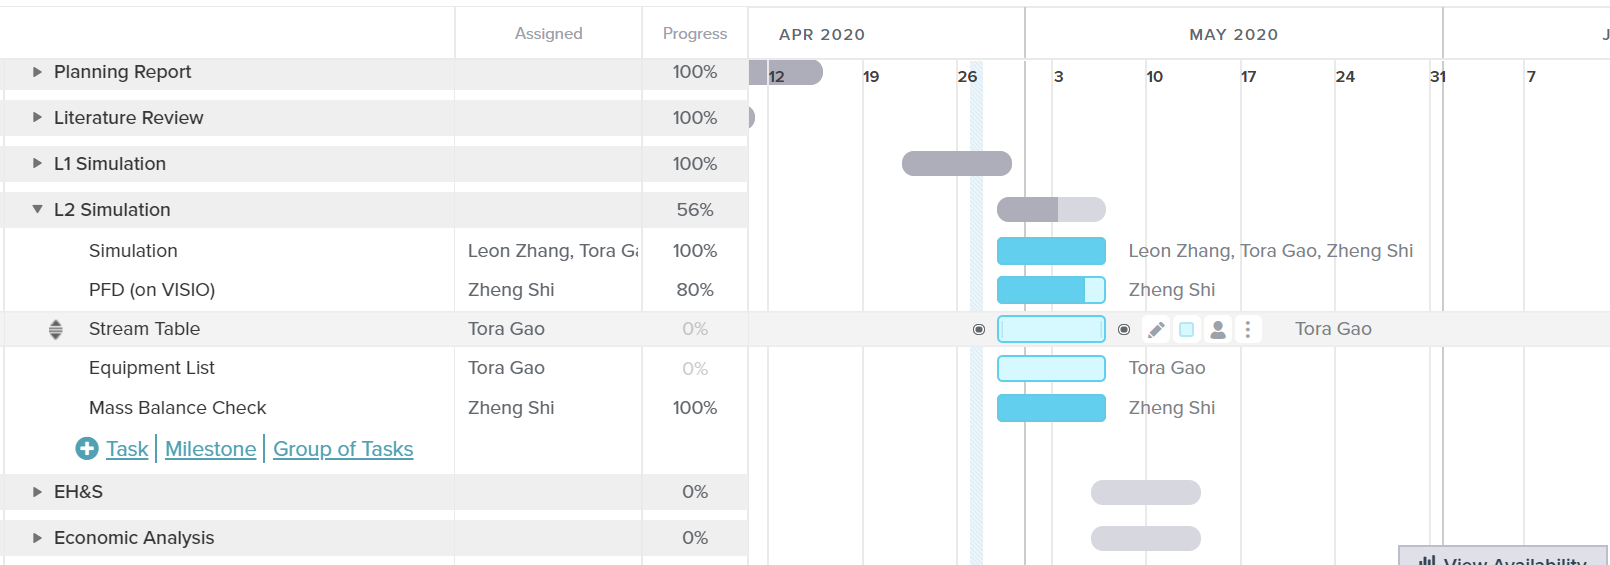 Assigned Progress APR 2020 MAY 2020 J
Planning Report 100% 12 19 26 3 10 17 24 31 7
Literature Review 100%
L1 Simulation 100%
L2 Simulation 56%
Simulation Leon Zhang, Tora Ga 100% Leon Zhang, Tora Gao, Zheng Shi
PFD (on VISIO) Zheng Shi 80% Zheng Shi
Stream Table Tora Gao 0% Tora Gao
Equipment List Tora Gao 0% Tora Gao
Mass Balance Check Zheng Shi 100% Zheng Shi
Task Milestone Group of Tasks
EH&S 0%
Economic Analysis 0%
View Availability